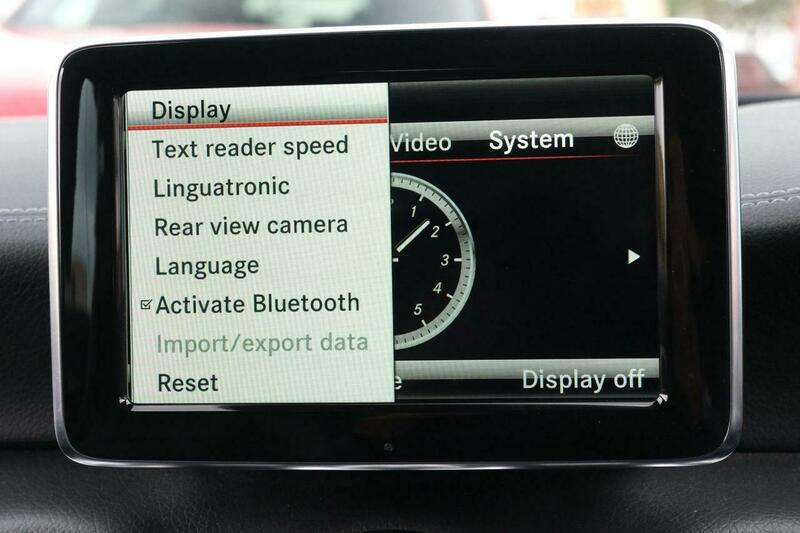 Display
Text reader speed
Linguatronic
Rear view camera
Language
Activate Bluetooth
Import/export data
Reset
Video System
1
2
3
4
5
Display off